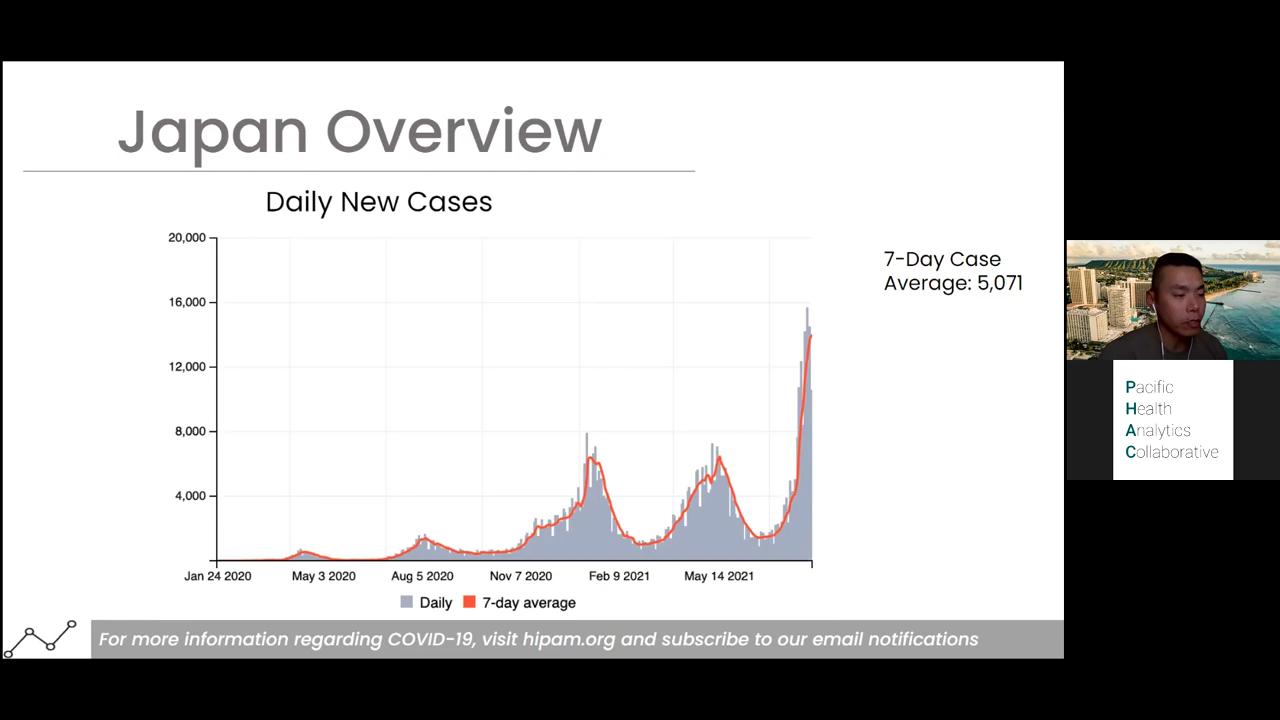 Japan Overview
Daily New Cases
20,000
16,000
12,000
8,000
4,000
Jan 24 2020 May 3 2020 Aug 5 2020 Nov 7 2020 Feb 9 2021 May 14 2021
Daily 7-day average
7-Day Case
Average: 5,071
For more information regarding COVID-19, visit hipam.org and subscribe to our email notifications
Pacific
Health
Analytics
Collaborative